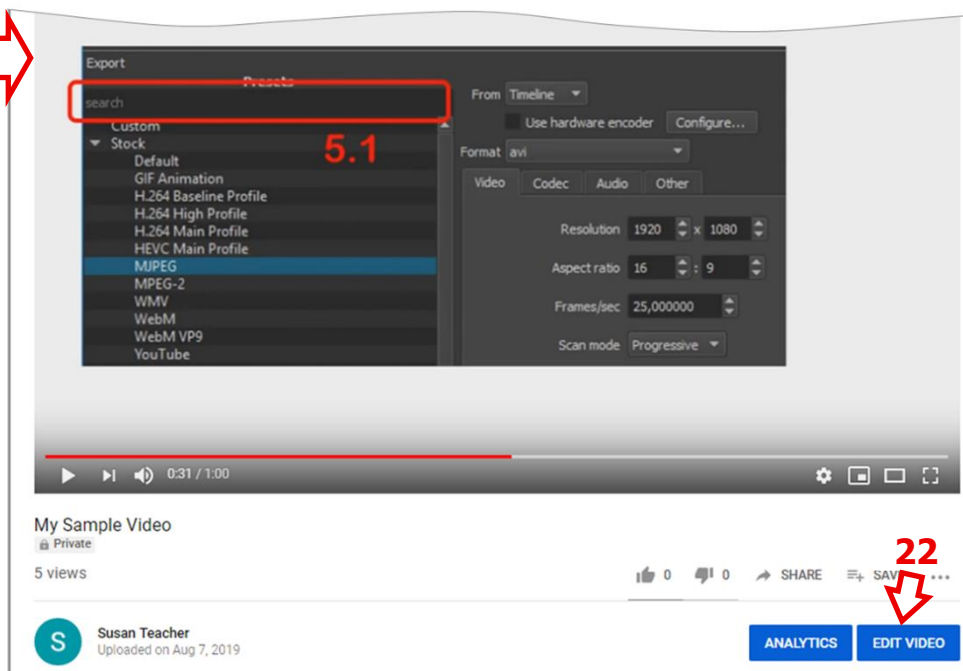 Export
Presets
search
Custom
Stock
5.1
Default
GIF Animation
H.264 Baseline Profile
H.264 High Profile
H.264 Main Profile
HEVC Main Profile
MJPEG
MPEG-2
WMV
WebM
WebM VP9
YouTube
From Timeline
Use hardware encoder Configure...
Format avi
Video Codec Audio Other
Resolution 1920 x 1080
Aspect ratio 16 : 9
Frames/sec 25,000000
Scan mode Progressive
0:31 / 1:00
My Sample Video
Private
22
5 views 0 0 SHARE SAVE ...
S
Susan Teacher
Uploaded on Aug 7, 2019
ANALYTICS EDIT VIDEO